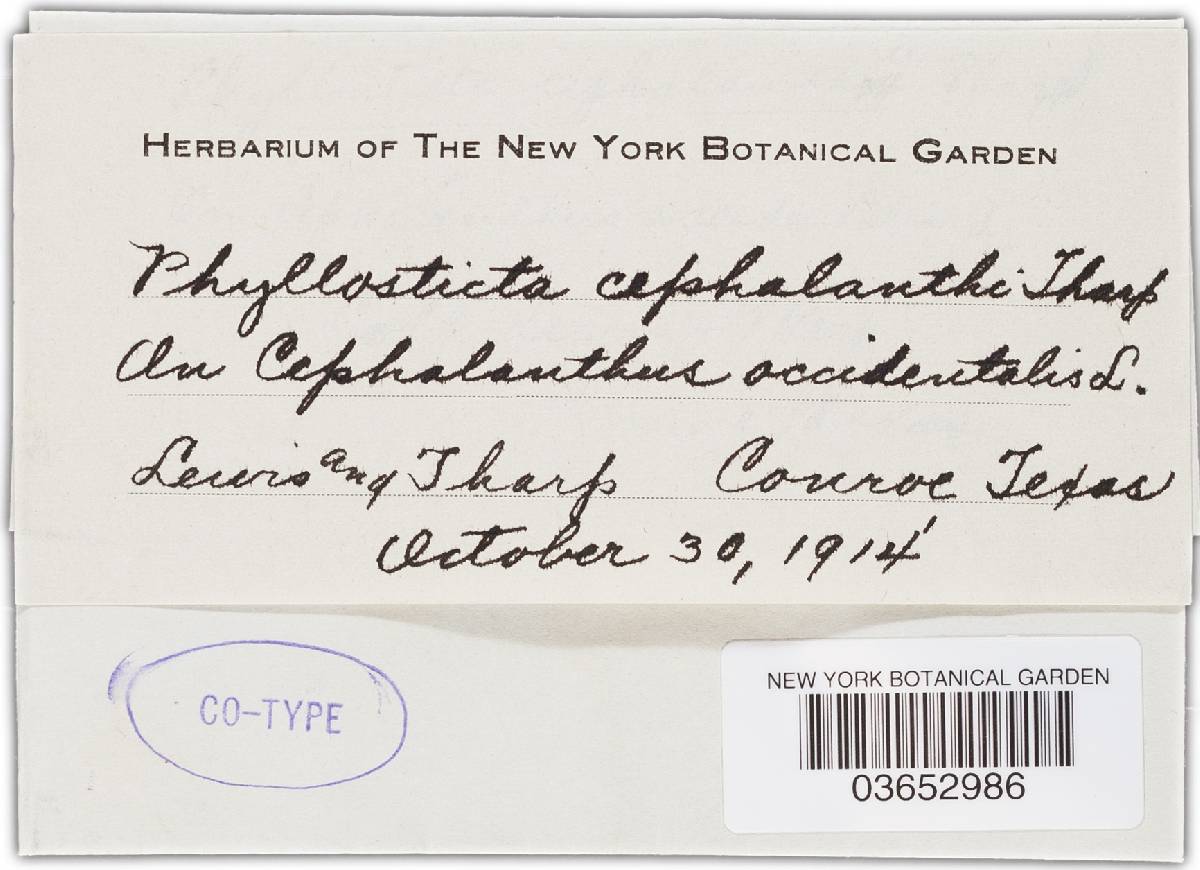 HERBARIUM OF THE NEW YORK BOTANICAL GARDEN
Phyllosticta cephalanthi Tharp
On Cephalanthus occidentalis L.
Lewis and Tharp Conroe Texas
October 30, 1914
CO-TYPE
NEW YORK BOTANICAL GARDEN
03652986